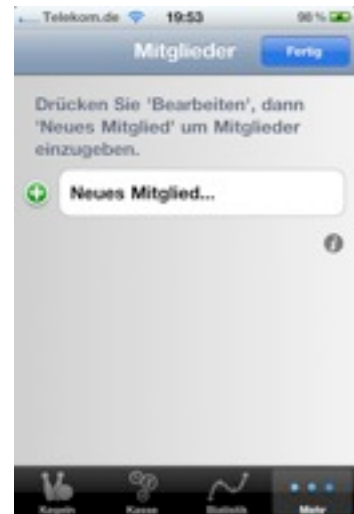 Telekom.de 19:53 98 %
Mitglieder Fertig
Drücken Sie 'Bearbeiten', dann
'Neues Mitglied' um Mitglieder
einzugeben.
Neues Mitglied...
Kegeln Kasse Statistik Mehr